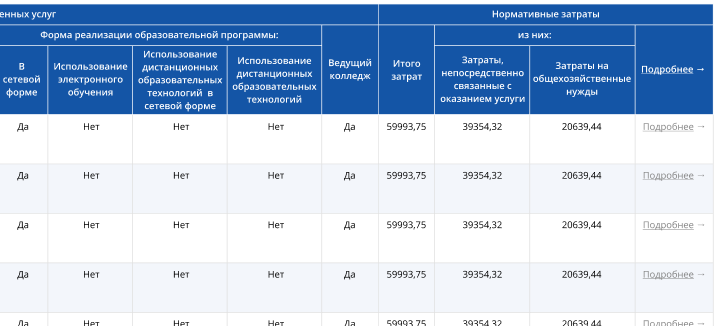 енных услуг
Нормативные затраты
Форма реализации образовательной программы:
Ведущий
колледж
Итого
затрат
из них:
Подробнее →
В
сетевой
форме
Использование
электронного
обучения
Использование
дистанционных
образовательных
технологий в
сетевой форме
Использование
дистанционных
образовательных
технологий
Затраты,
непосредственно
связанные с
оказанием услуги
Затраты на
общехозяйственные
нужды
Да Нет Нет Нет Да 59993,75 39354,32 20639,44 Подробнее →
Да Нет Нет Нет Да 59993,75 39354,32 20639,44 Подробнее →
Да Нет Нет Нет Да 59993,75 39354,32 20639,44 Подробнее →
Да Нет Нет Нет Да 59993,75 39354,32 20639,44 Подробнее →
Да Нет Нет Нет Да 59993,75 39354,32 20639,44 Подробнее →